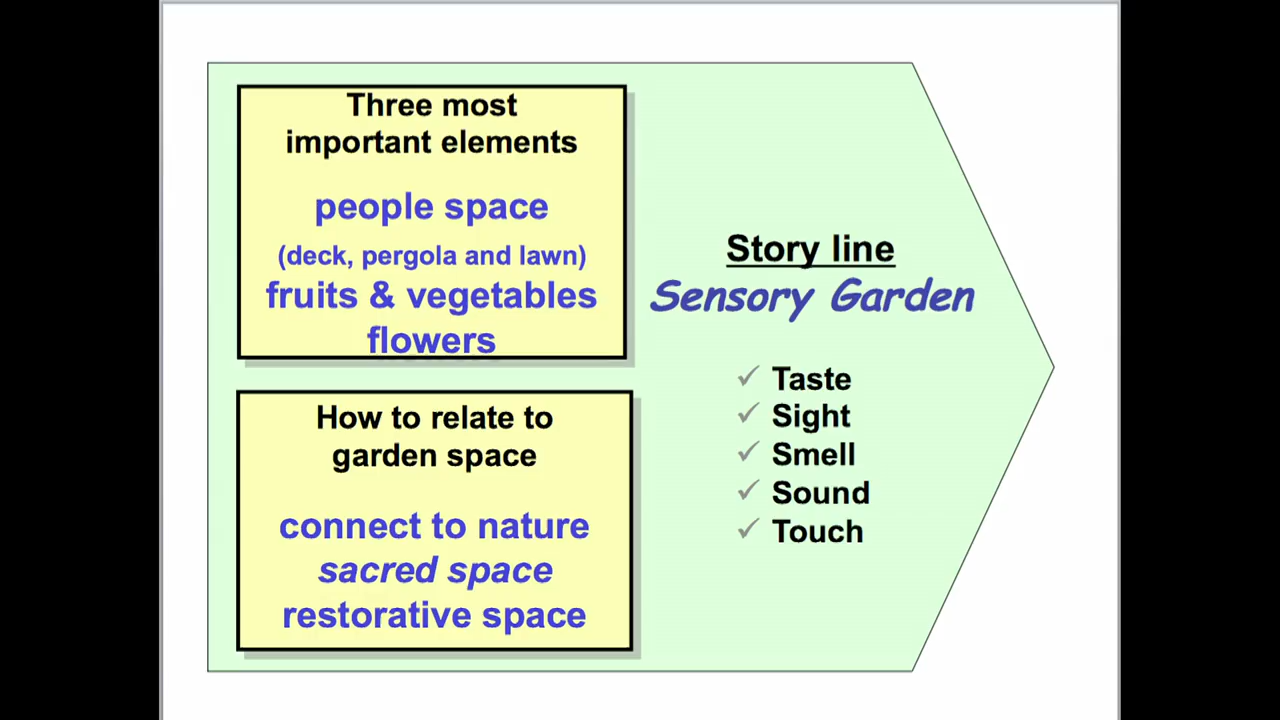 Three most
important elements
people space
(deck, pergola and lawn)
fruits & vegetables
flowers
How to relate to
garden space
connect to nature
sacred space
restorative space
Story line
Sensory Garden
✓ Taste
✓ Sight
✓ Smell
✓ Sound
✓ Touch